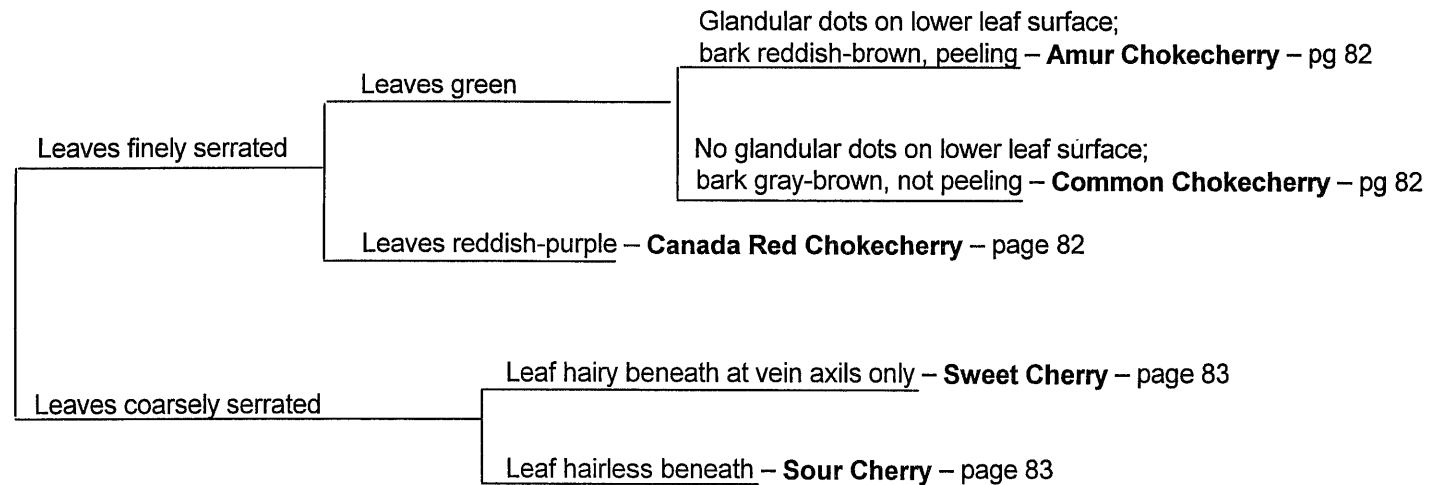 Glandular dots on lower leaf surface;
bark reddish-brown, peeling – Amur Chokecherry – pg 82
Leaves green
Leaves finely serrated
No glandular dots on lower leaf surface;
bark gray-brown, not peeling – Common Chokecherry – pg 82
Leaves reddish-purple – Canada Red Chokecherry – page 82
Leaf hairy beneath at vein axils only – Sweet Cherry – page 83
Leaves coarsely serrated
Leaf hairless beneath – Sour Cherry – page 83